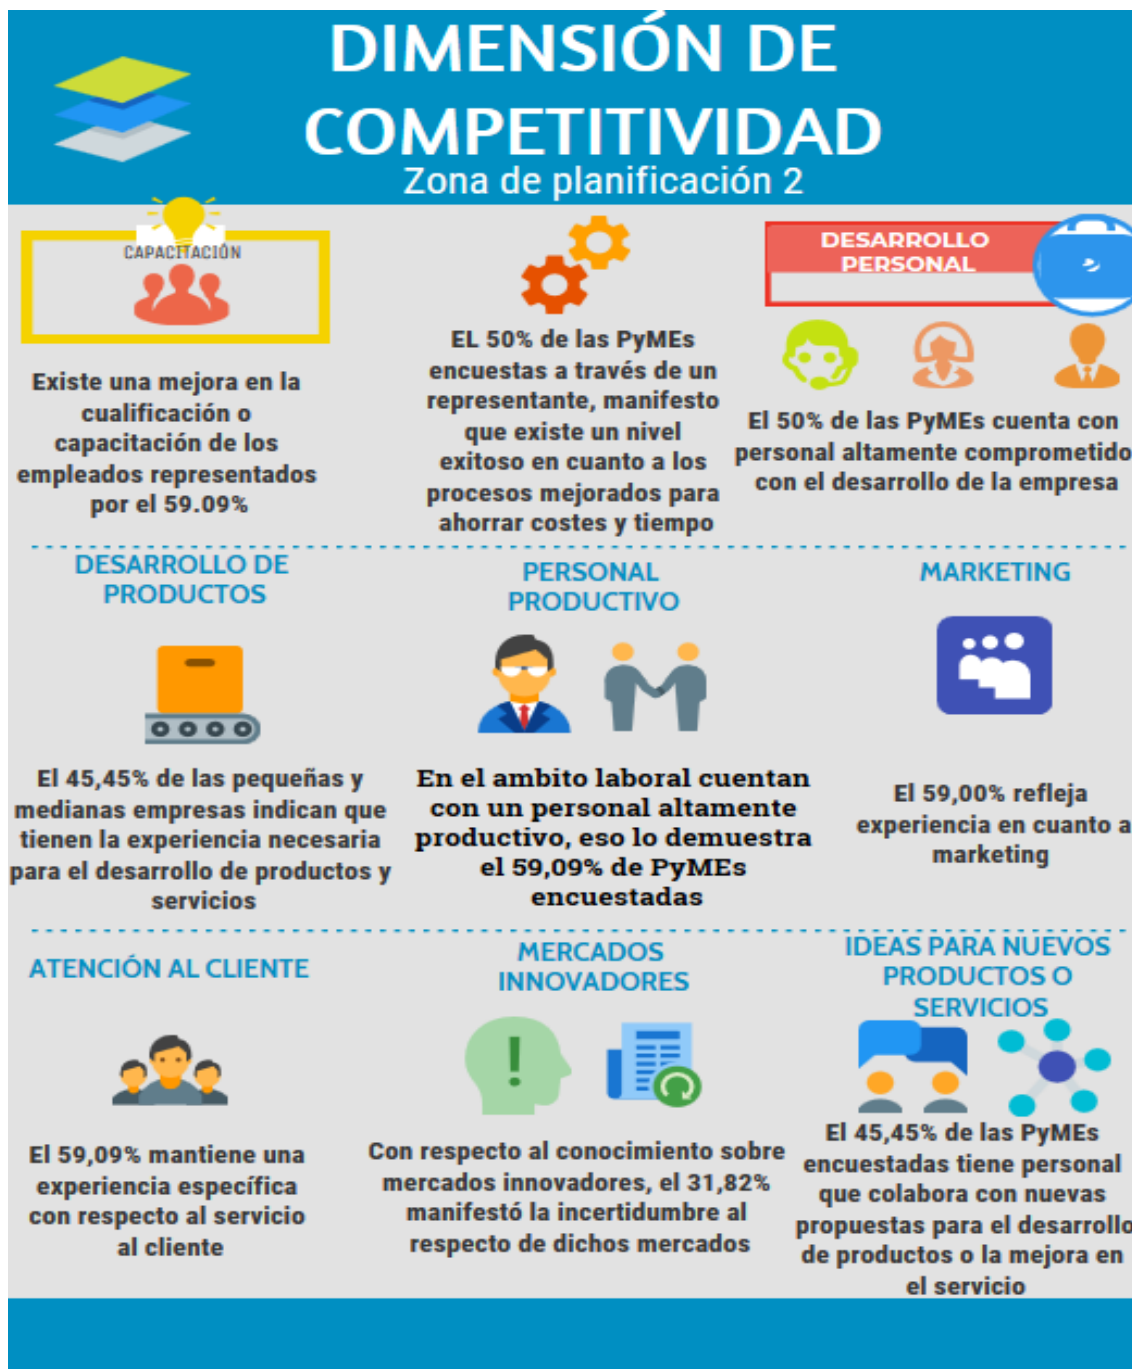 DIMENSIÓN DE
COMPETITIVIDAD
Zona de planificación 2
CAPACITACIÓN
Existe una mejora en la
cualificación o
capacitación de los
empleados representados
por el 59.09%
EL 50% de las PyMEs
encuestas a través de un
representante, manifesto
que existe un nivel
exitoso en cuanto a los
procesos mejorados para
ahorrar costes y tiempo
DESARROLLO
PERSONAL
El 50% de las PyMEs cuenta con
personal altamente comprometido
con el desarrollo de la empresa
DESARROLLO DE
PRODUCTOS
El 45,45% de las pequeñas y
medianas empresas indican que
tienen la experiencia necesaria
para el desarrollo de productos y
servicios
PERSONAL
PRODUCTIVO
En el ambito laboral cuentan
con un personal altamente
productivo, eso lo demuestra
el 59,09% de PyMEs
encuestadas
MARKETING
El 59,00% refleja
experiencia en cuanto a
marketing
ATENCIÓN AL CLIENTE
El 59,09% mantiene una
experiencia específica
con respecto al servicio
al cliente
MERCADOS
INNOVADORES
Con respecto al conocimiento sobre
mercados innovadores, el 31,82%
manifestó la incertidumbre al
respecto de dichos mercados
IDEAS PARA NUEVOS
PRODUCTOS O
SERVICIOS
El 45,45% de las PyMEs
encuestadas tiene personal
que colabora con nuevas
propuestas para el desarrollo
de productos o la mejora en
el servicio